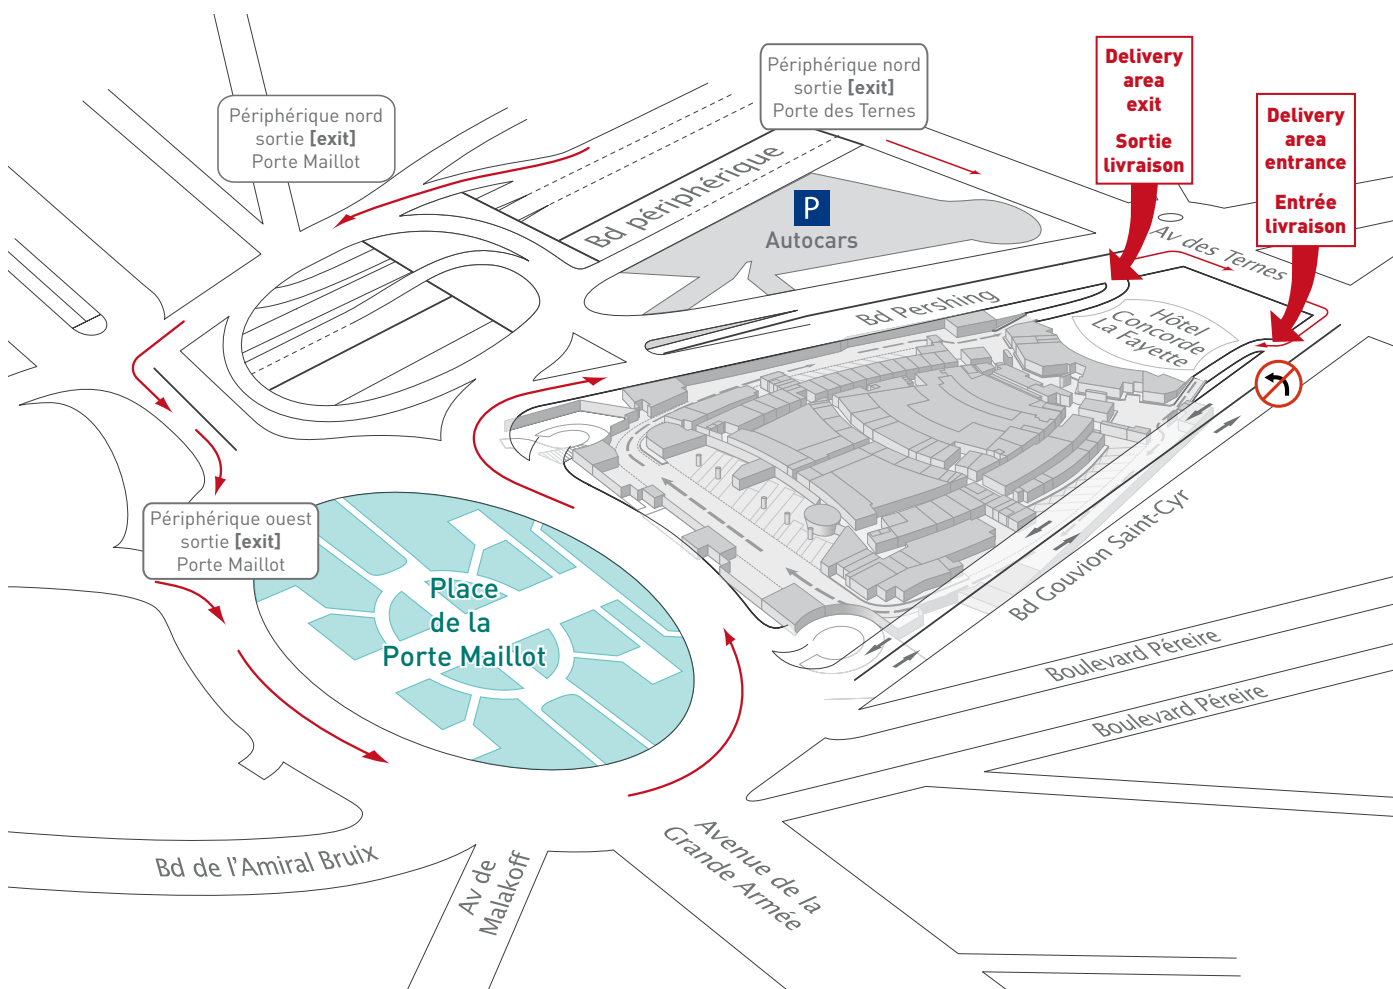 Périphérique nord
sortie [exit]
Porte Maillot
Périphérique nord
sortie [exit]
Porte des Ternes
Delivery
area
exit
Sortie
livraison
Delivery
area
entrance
Entrée
livraison
Bd périphérique
P
Autocars
Av des Ternes
Bd Pershing
Hôtel
Concorde
La Fayette
Périphérique ouest
sortie [exit]
Porte Maillot
Place
de la
Porte Maillot
Bd Gouvion Saint-Cyr
Boulevard Péreire
Boulevard Péreire
Bd de l'Amiral Bruix
Av de
Malakoff
Avenue de la
Grande Armée